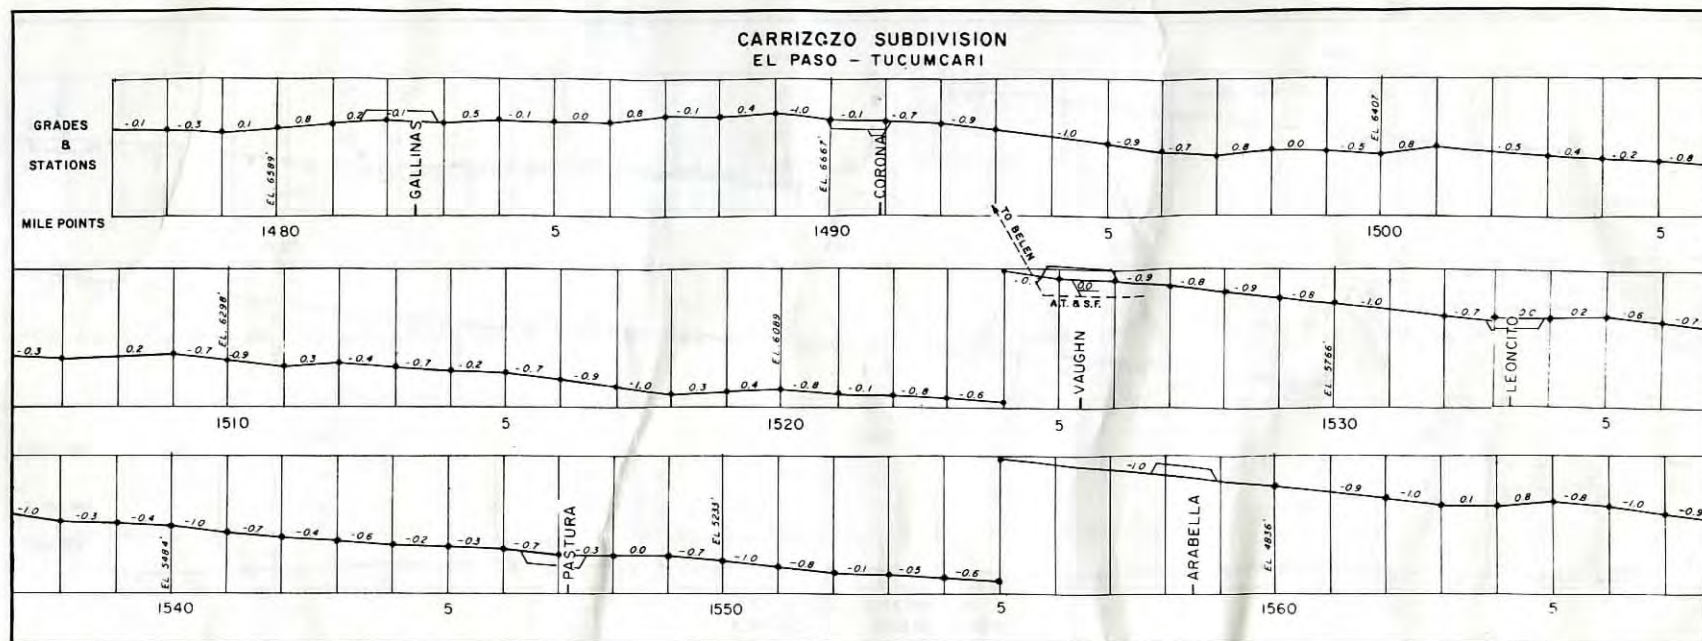 CARRIZOZO SUBDIVISION
EL PASO – TUCUMCARI
GRADES
&
STATIONS
-0.1 -0.3 0.1 0.8 0.2 -0.1 0.5 -0.1 0.0 0.8 -0.1 0.4 -1.0 -0.1 -0.7 -0.9 -1.0 -0.9 -0.7 0.8 0.0 -0.5 0.8 -0.5 -0.4 -0.2 -0.8
EL 6589'
GALLINAS
EL 6667'
CORONA
EL 6407'
MILE POINTS
1480 5 1490 5 1500 5
TO BELEN
-0.3 0.2 -0.7 -0.9 0.3 -0.4 -0.7 -0.2 -0.7 -0.9 -1.0 0.3 0.4 -0.8 -0.1 -0.8 -0.6 0.0 -0.9 -0.8 -0.9 -0.8 -1.0 -0.7 0.0 0.2 -0.6 -0.7
EL 6298'
EL 6089
A.T. & S.F.
VAUGHN
EL 5766'
LEONCITO
1510 5 1520 5 1530 5
-1.0 -0.3 -0.4 -1.0 -0.7 -0.4 -0.6 -0.2 -0.3 -0.7 -0.3 0.0 -0.7 -1.0 -0.8 -0.1 -0.5 -0.6 -1.0 -0.9 -1.0 0.1 0.8 -0.8 -1.0 -0.9
EL 5484'
PASTURA
EL 5233'
ARABELLA
EL 4836'
1540 5 1550 5 1560 5